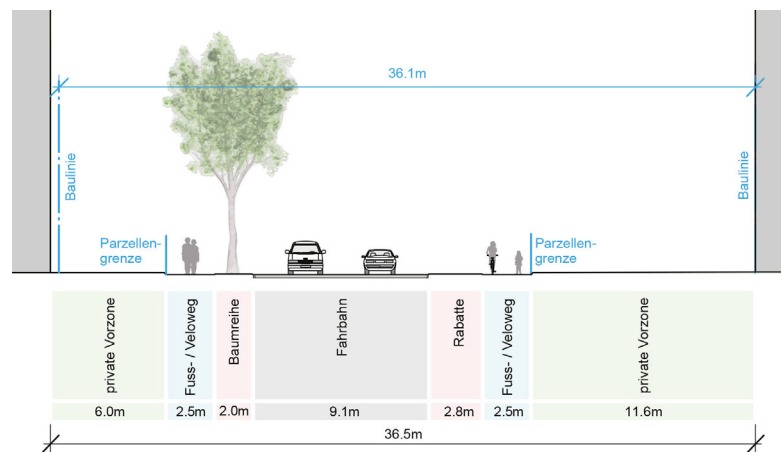 36.1m
Baulinie
Baulinie
Parzellen-
grenze
Parzellen-
grenze
private Vorzone
Fuss- / Veloweg
Baumreihe
Fahrbahn
Rabatte
Fuss- / Veloweg
private Vorzone
6.0m
2.5m
2.0m
9.1m
2.8m
2.5m
11.6m
36.5m